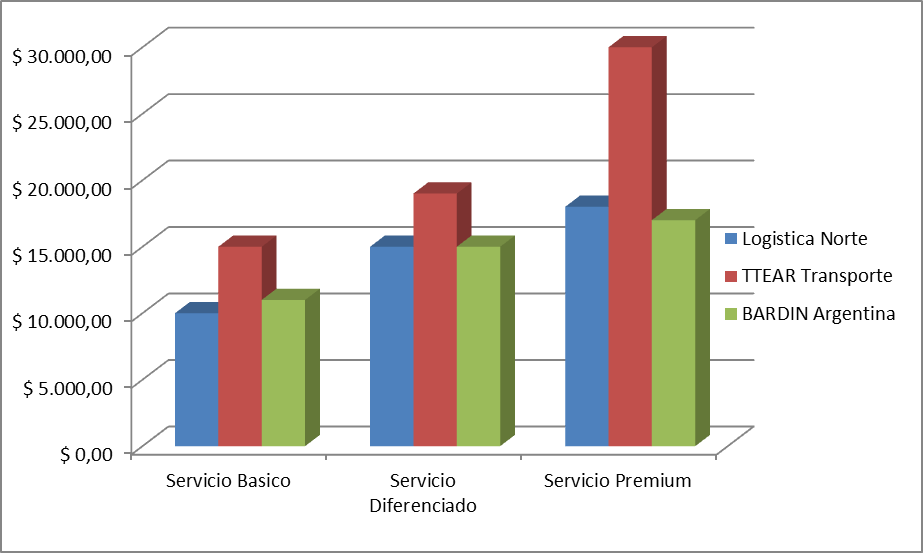 $ 30.000,00
$ 25.000,00
$ 20.000,00
$ 15.000,00
$ 10.000,00
$ 5.000,00
$ 0,00
Servicio Basico
Servicio
Diferenciado
Servicio Premium
Logistica Norte
TTEAR Transporte
BARDIN Argentina